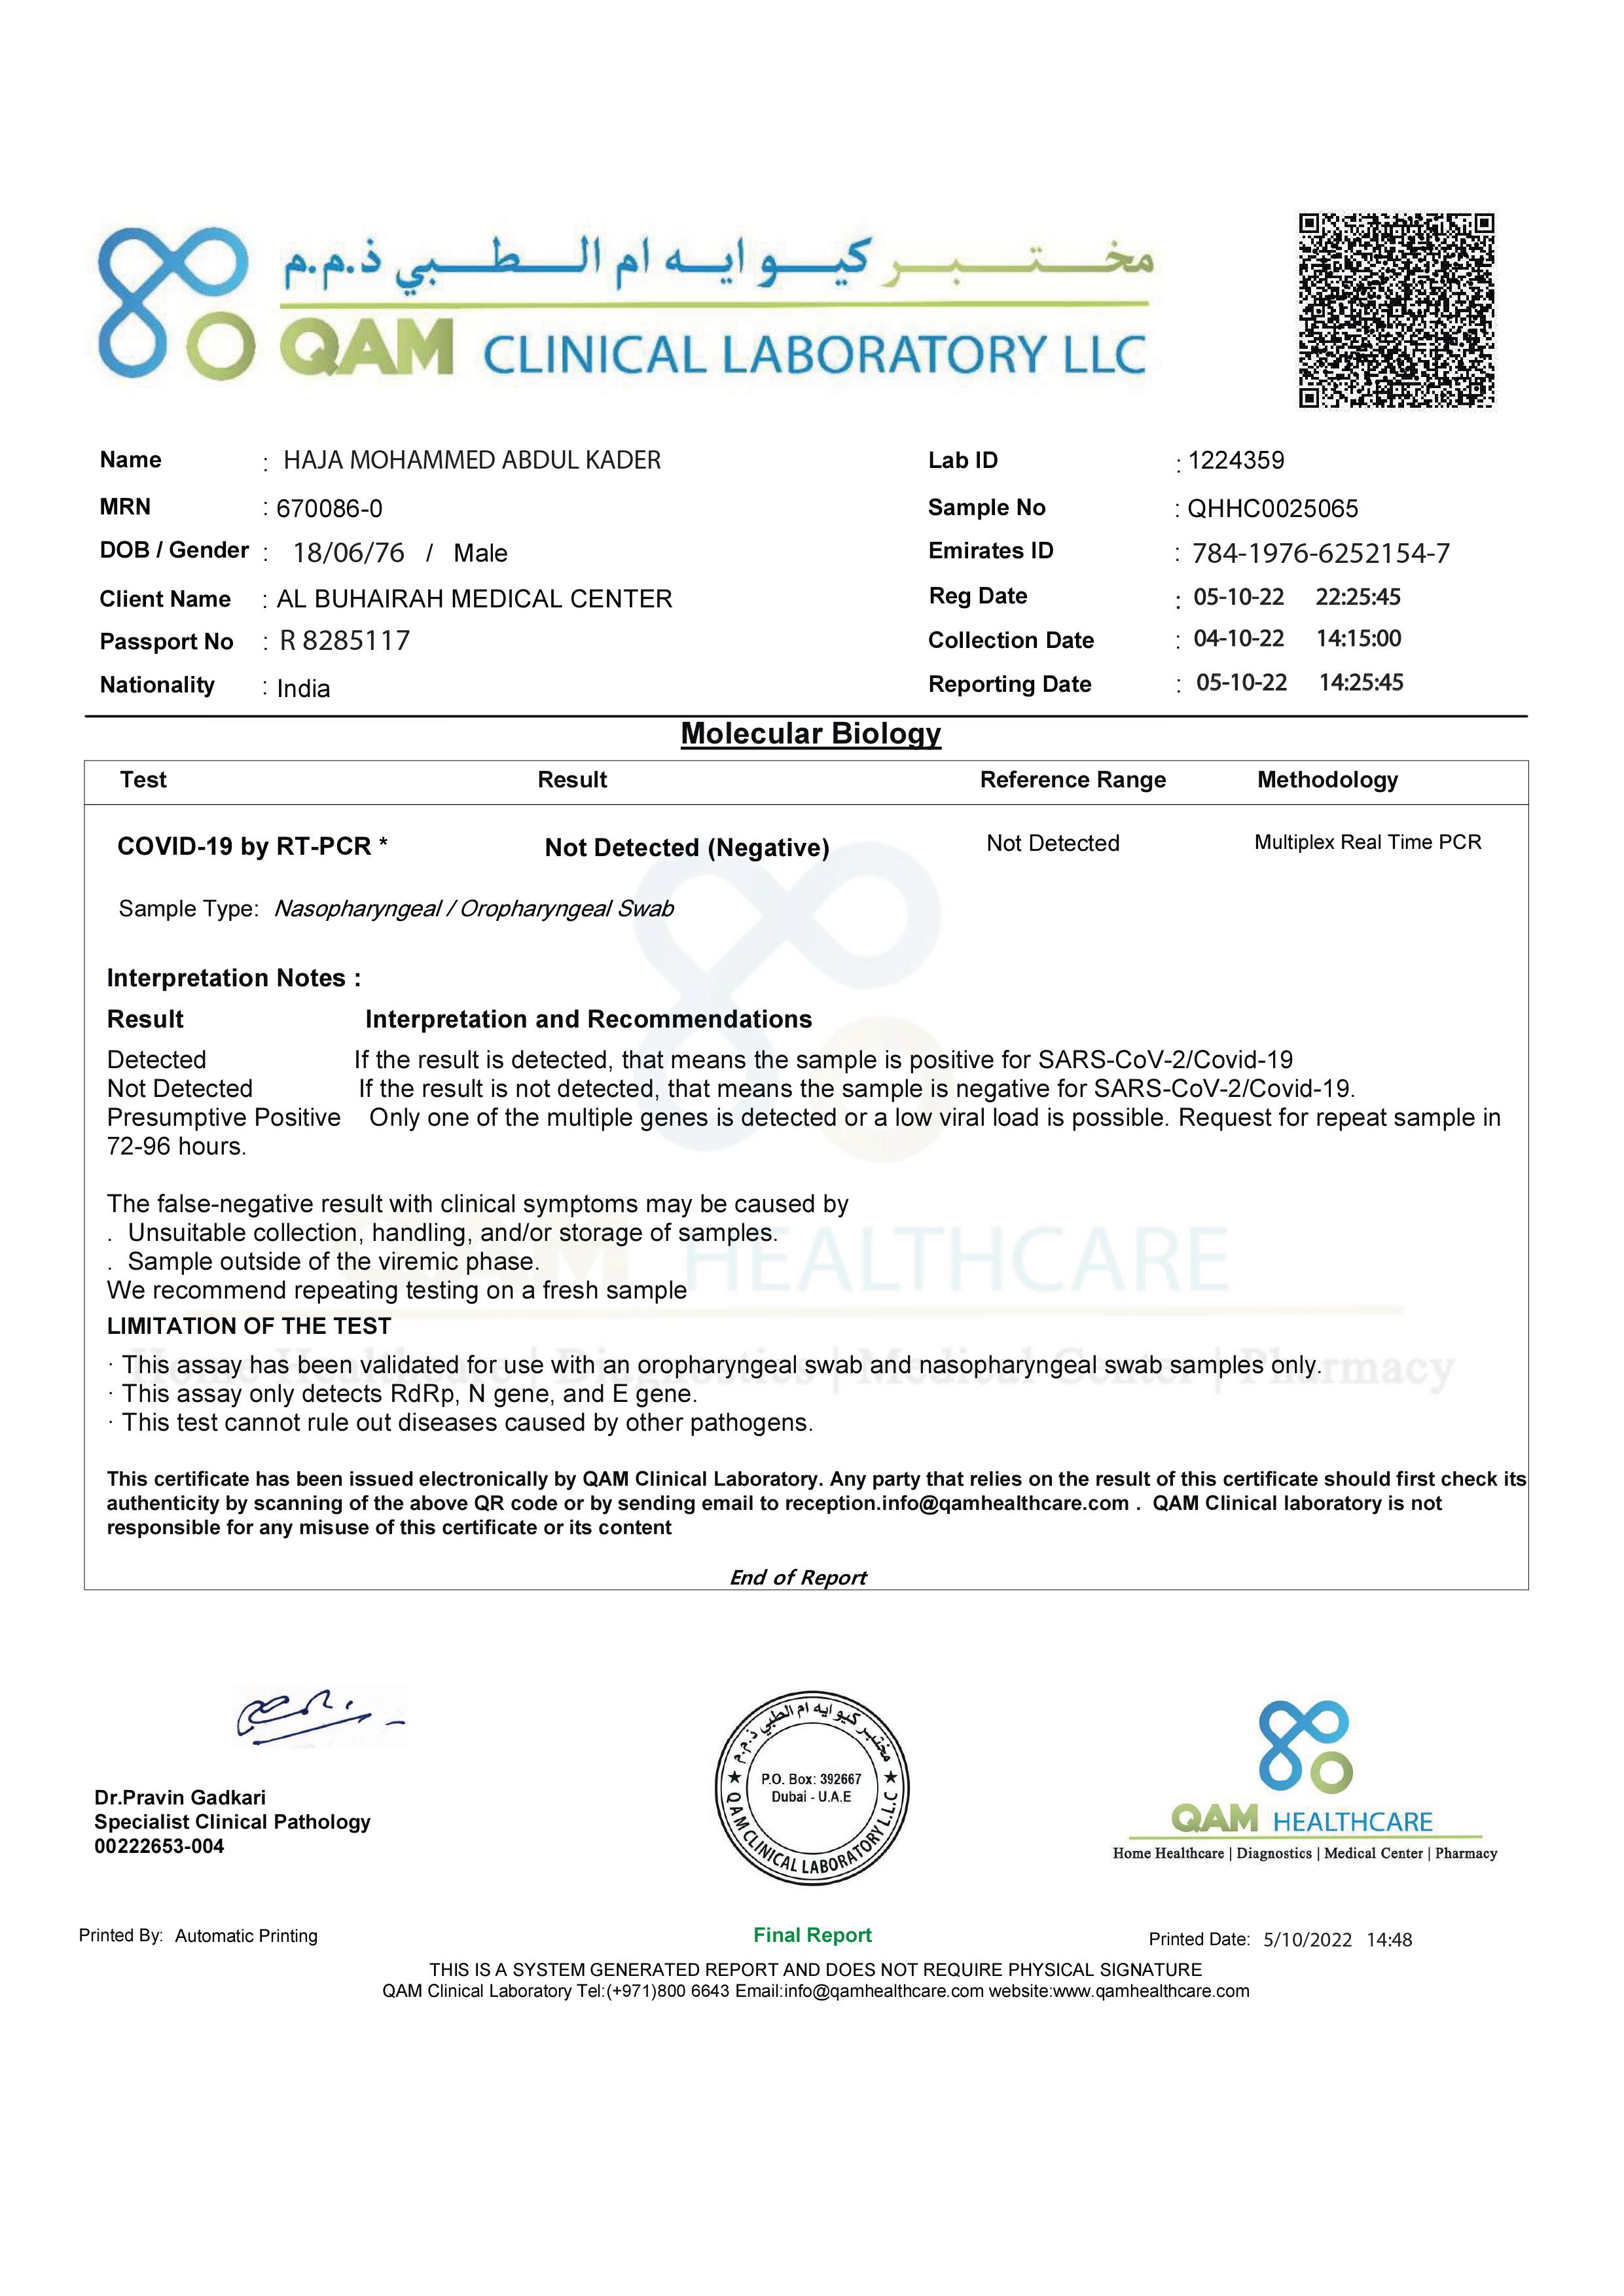 مختبر كيو ايه ام الطبي ذ.م.م
QAM CLINICAL LABORATORY LLC
Name : HAJA MOHAMMED ABDUL KADER Lab ID : 1224359
MRN : 670086-0 Sample No : QHHC0025065
DOB / Gender : 18/06/76 / Male Emirates ID : 784-1976-6252154-7
Client Name : AL BUHAIRAH MEDICAL CENTER Reg Date : 05-10-22 22:25:45
Passport No : R 8285117 Collection Date : 04-10-22 14:15:00
Nationality : India Reporting Date : 05-10-22 14:25:45
Molecular Biology
Test Result Reference Range Methodology
COVID-19 by RT-PCR * Not Detected (Negative) Not Detected Multiplex Real Time PCR
Sample Type: Nasopharyngeal / Oropharyngeal Swab
Interpretation Notes :
Result Interpretation and Recommendations
Detected If the result is detected, that means the sample is positive for SARS-CoV-2/Covid-19
Not Detected If the result is not detected, that means the sample is negative for SARS-CoV-2/Covid-19.
Presumptive Positive Only one of the multiple genes is detected or a low viral load is possible. Request for repeat sample in
72-96 hours.
The false-negative result with clinical symptoms may be caused by
. Unsuitable collection, handling, and/or storage of samples.
. Sample outside of the viremic phase.
We recommend repeating testing on a fresh sample
QAM HEALTHCARE
LIMITATION OF THE TEST
· This assay has been validated for use with an oropharyngeal swab and nasopharyngeal swab samples only.
Home Healthcare | Diagnostics | Medical Center | Pharmacy
· This assay only detects RdRp, N gene, and E gene.
· This test cannot rule out diseases caused by other pathogens.
This certificate has been issued electronically by QAM Clinical Laboratory. Any party that relies on the result of this certificate should first check its
authenticity by scanning of the above QR code or by sending email to reception.info@qamhealthcare.com . QAM Clinical laboratory is not
responsible for any misuse of this certificate or its content
End of Report
Dr.Pravin Gadkari
Specialist Clinical Pathology
00222653-004
مختبر كيو ايه ام الطبي ذ.م.م
P.O. Box: 392667
Dubai - U.A.E
QAM CLINICAL LABORATORY L.L.C
QAM HEALTHCARE
Home Healthcare | Diagnostics | Medical Center | Pharmacy
Printed By: Automatic Printing Final Report Printed Date: 5/10/2022 14:48
THIS IS A SYSTEM GENERATED REPORT AND DOES NOT REQUIRE PHYSICAL SIGNATURE
QAM Clinical Laboratory Tel:(+971)800 6643 Email:info@qamhealthcare.com website:www.qamhealthcare.com